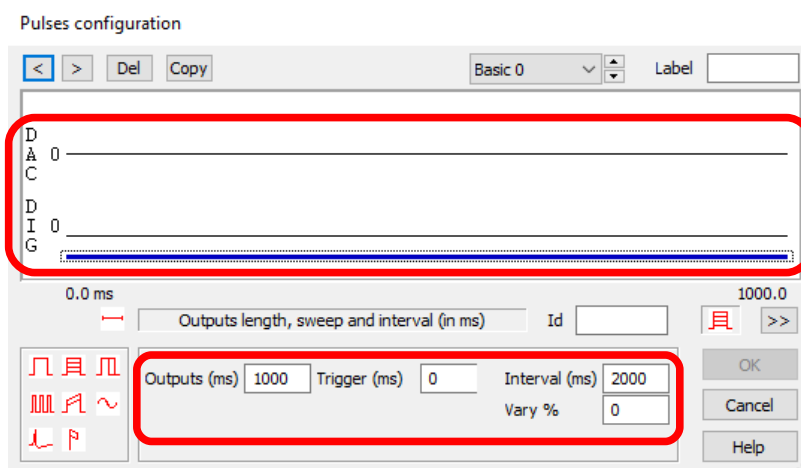 Pulses configuration
< > Del Copy Basic 0 Label
D
A 0
C
D
I 0
G
0.0 ms 1000.0
Outputs length, sweep and interval (in ms) Id >>
Outputs (ms) 1000 Trigger (ms) 0 Interval (ms) 2000 OK
Vary % 0 Cancel
Help